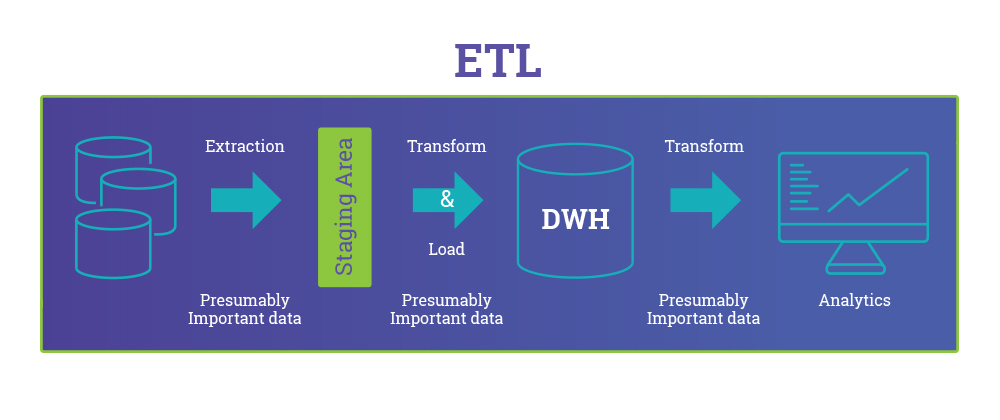 ETL
Extraction
Staging Area
Transform
&
Load
DWH
Transform
Presumably
Important data
Presumably
Important data
Presumably
Important data
Analytics